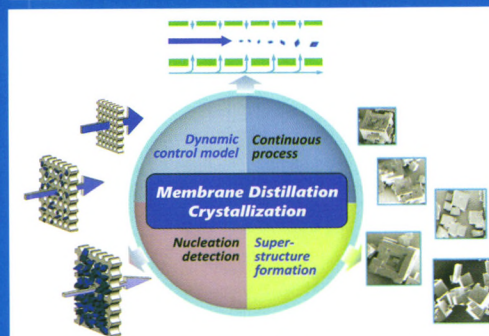 Dynamic
control model
Continuous
process
Membrane Distillation
Crystallization
Nucleation
detection
Super-
structure
formation